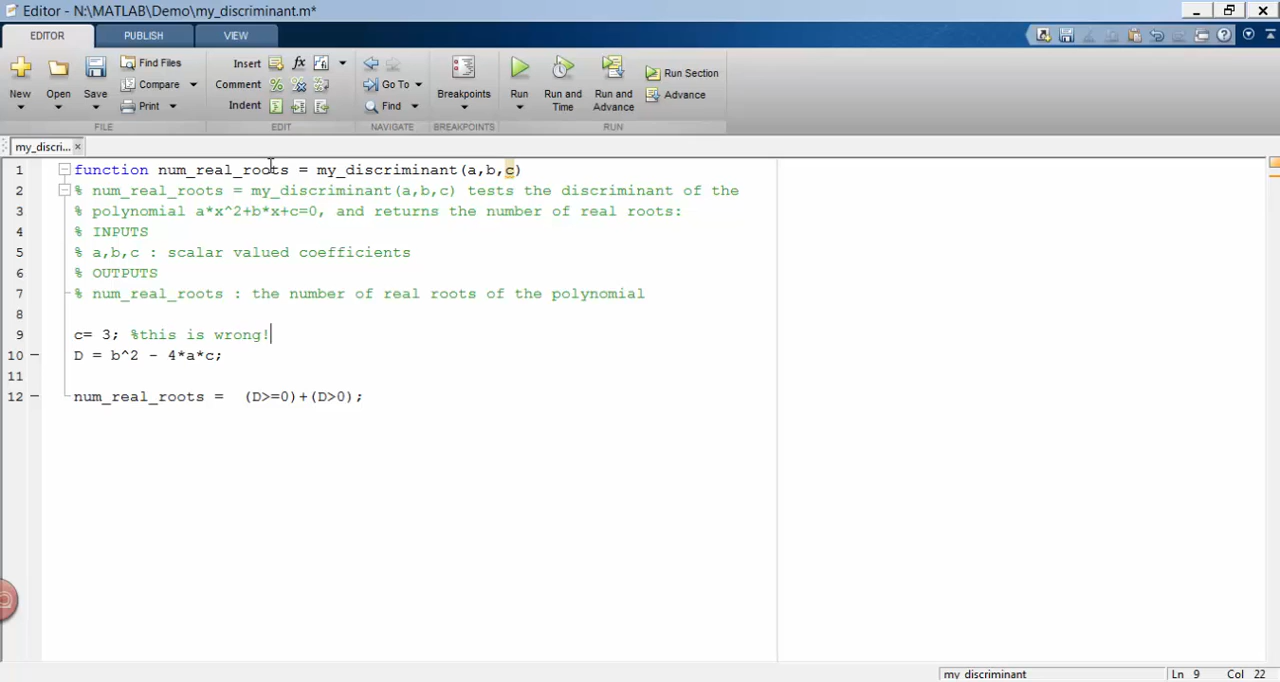 Editor - N:\MATLAB\Demo\my_discriminant.m*
EDITOR PUBLISH VIEW
New Open Save Find Files Compare Print
Insert fx Comment Indent
Go To Find
Breakpoints
Run Run and Time Run and Advance Run Section Advance
FILE EDIT NAVIGATE BREAKPOINTS RUN
my_discri... ×
1 function num_real_roots = my_discriminant(a,b,c)
2 % num_real_roots = my_discriminant(a,b,c) tests the discriminant of the
3 % polynomial a*x^2+b*x+c=0, and returns the number of real roots:
4 % INPUTS
5 % a,b,c : scalar valued coefficients
6 % OUTPUTS
7 % num_real_roots : the number of real roots of the polynomial
8
9 c= 3; %this is wrong!
10 D = b^2 - 4*a*c;
11
12 num_real_roots =  (D>=0)+(D>0);
my_discriminant Ln 9 Col 22